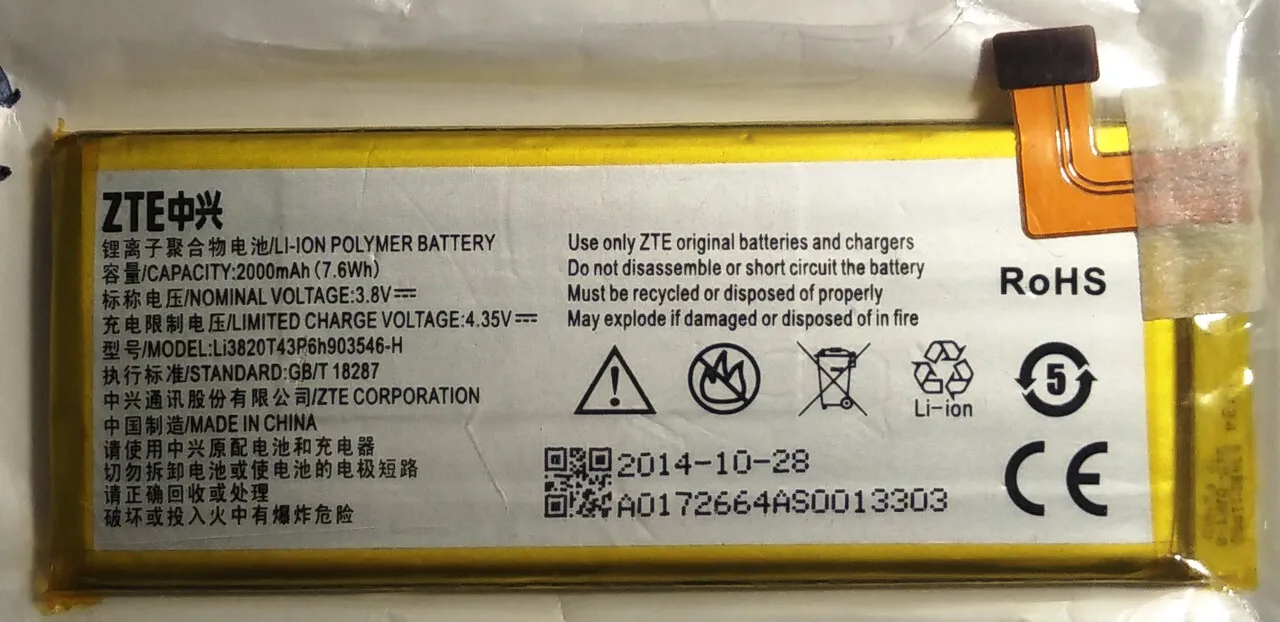 ZTE中兴
锂离子聚合物电池/LI-ION POLYMER BATTERY
容量/CAPACITY:2000mAh (7.6Wh)
标称电压/NOMINAL VOLTAGE:3.8V⎓
充电限制电压/LIMITED CHARGE VOLTAGE:4.35V⎓
型号/MODEL:Li3820T43P6h903546-H
执行标准/STANDARD:GB/T 18287
中兴通讯股份有限公司/ZTE CORPORATION
中国制造/MADE IN CHINA
请使用中兴原配电池和充电器
切勿拆卸电池或使电池的电极短路
请正确回收或处理
破坏或投入火中有爆炸危险
Use only ZTE original batteries and chargers
Do not disassemble or short circuit the battery
Must be recycled or disposed of properly
May explode if damaged or disposed of in fire
Li-ion
2014-10-28
A0172664AS0013303
RoHS
5
CE